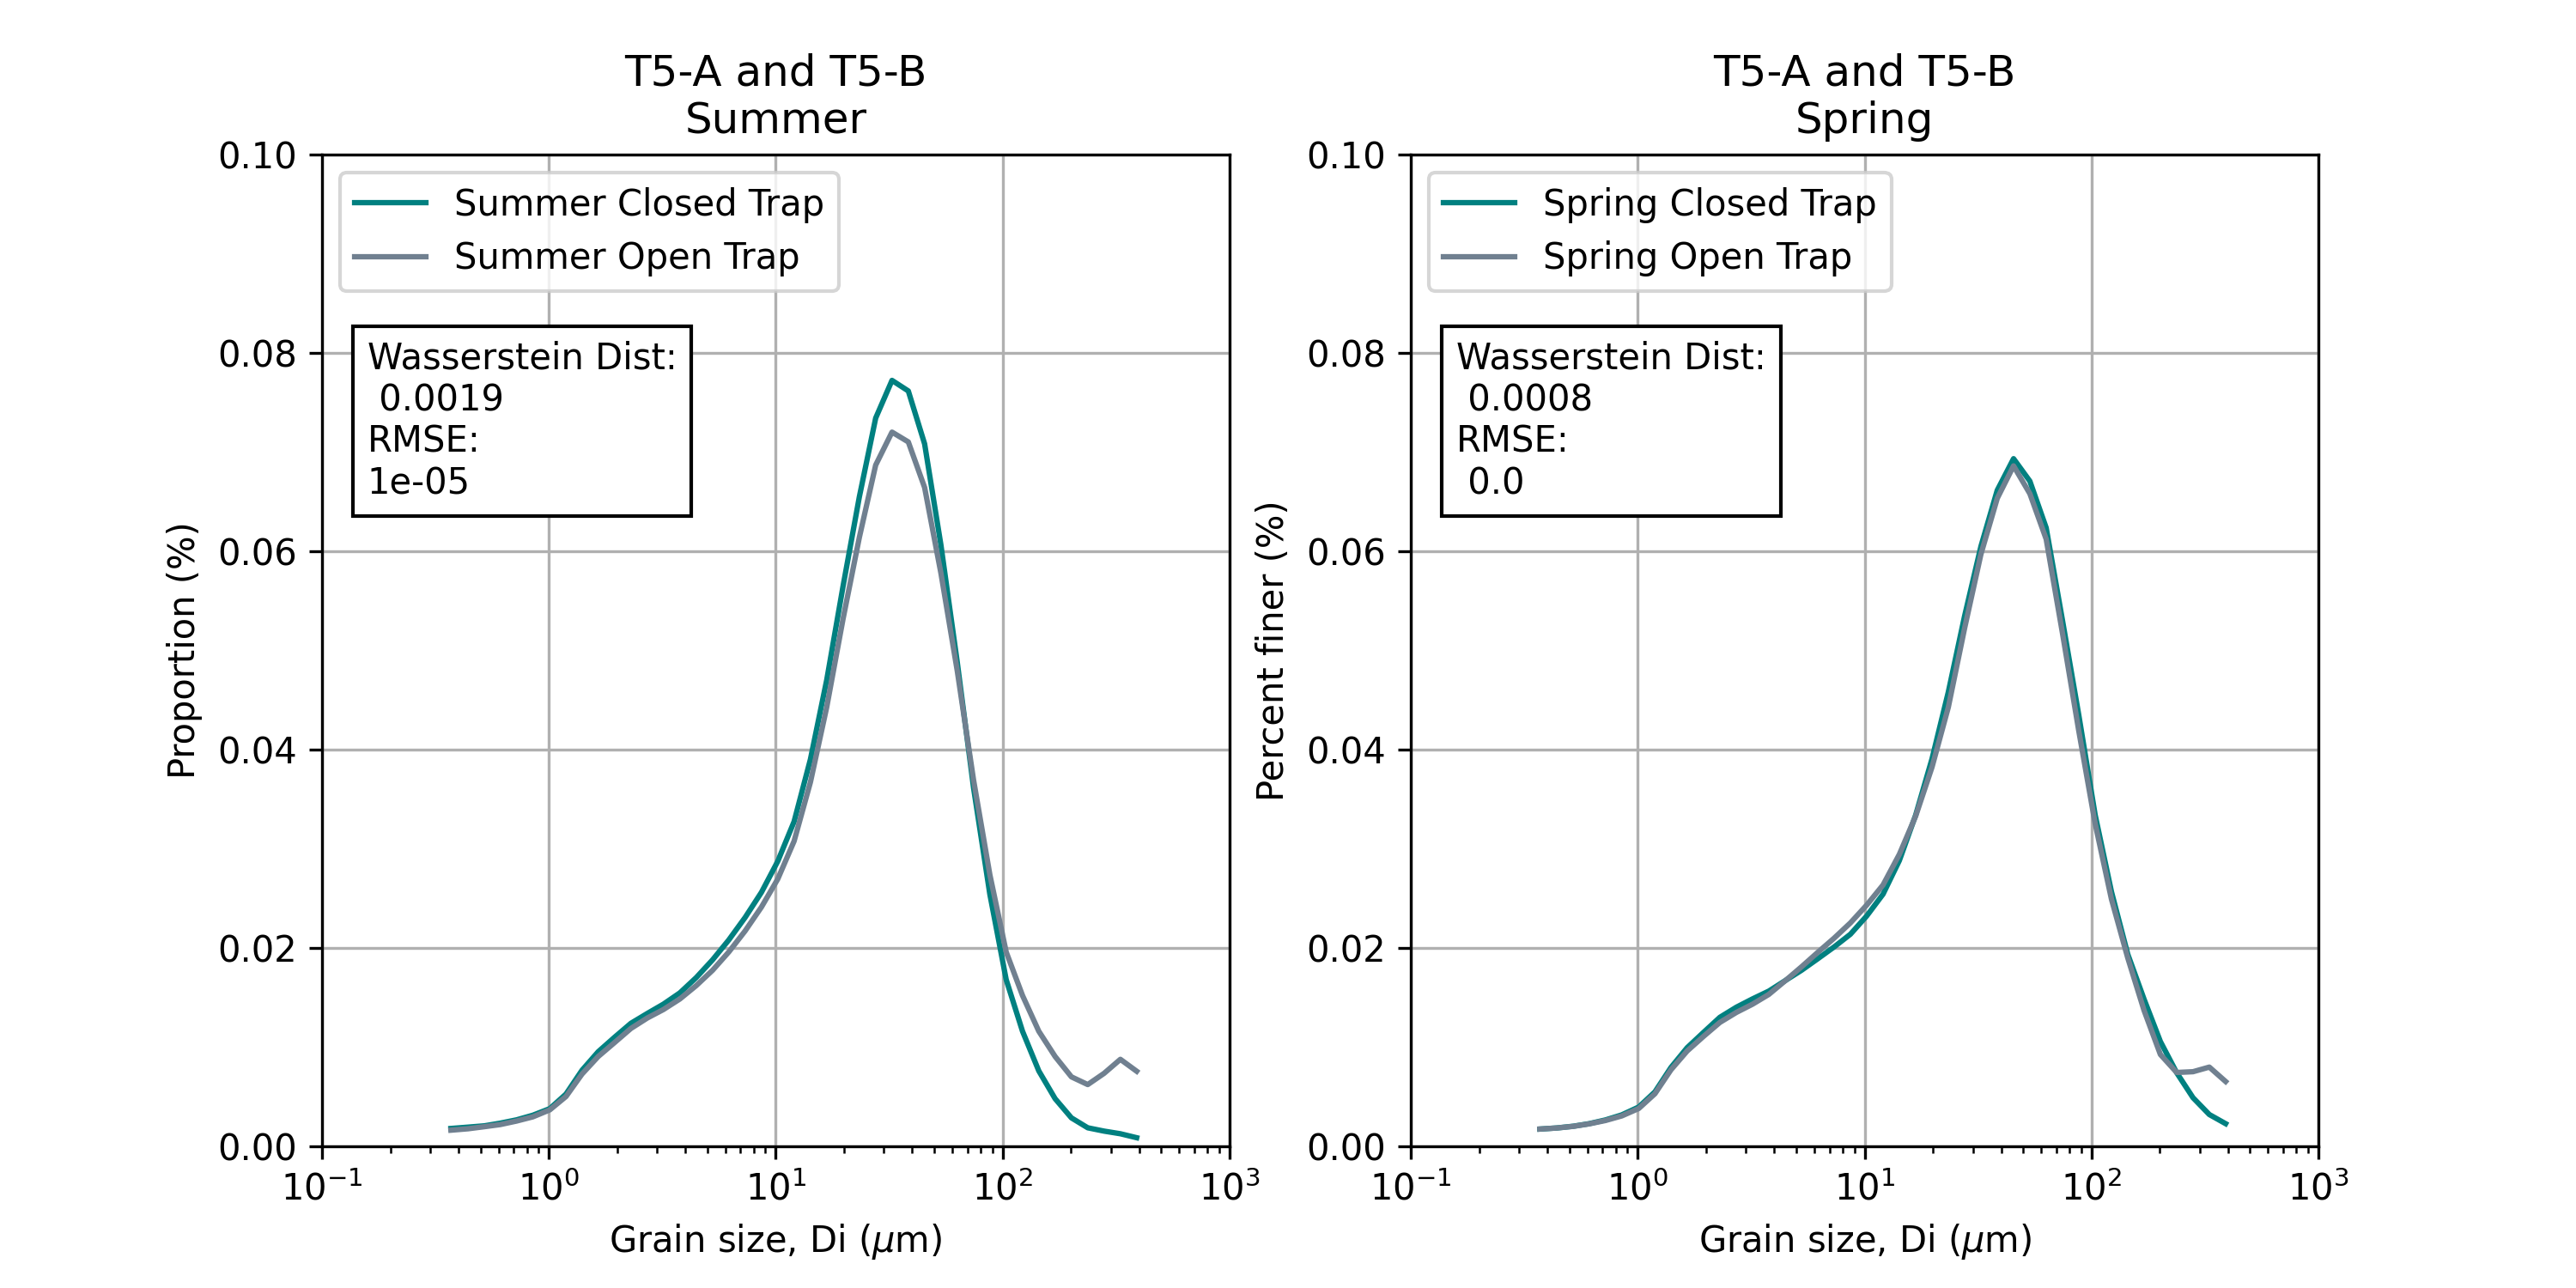 T5-A and T5-B
Summer
0.10
0.08
0.06
0.04
0.02
0.00
Proportion (%)
Summer Closed Trap
Summer Open Trap
Wasserstein Dist:
0.0019
RMSE:
1e-05
10⁻¹
10⁰
10¹
10²
10³
Grain size, Di (μm)
T5-A and T5-B
Spring
0.10
0.08
0.06
0.04
0.02
0.00
Percent finer (%)
Spring Closed Trap
Spring Open Trap
Wasserstein Dist:
0.0008
RMSE:
0.0
10⁻¹
10⁰
10¹
10²
10³
Grain size, Di (μm)